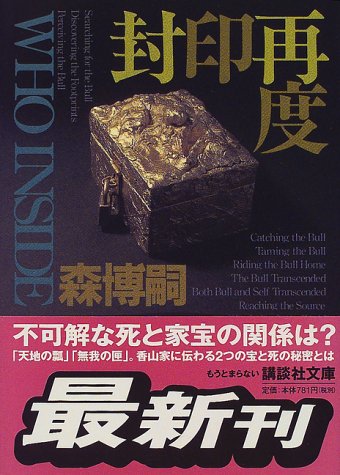 封印再度
WHO INSIDE
Searching for the Bull
Discovering the Footprints
Perceiving the Bull
Catching the Bull
Taming the Bull
Riding the Bull Home
The Bull Transcended
Both Bull and Self Transcended
Reaching the Source
森博嗣
不可解な死と家宝の関係は?
「天地の瓢」「無我の匣」。香山家に伝わる2つの宝と死の秘密とは
もうとまらない 講談社文庫
定価:本体781円(税別)
最新刊